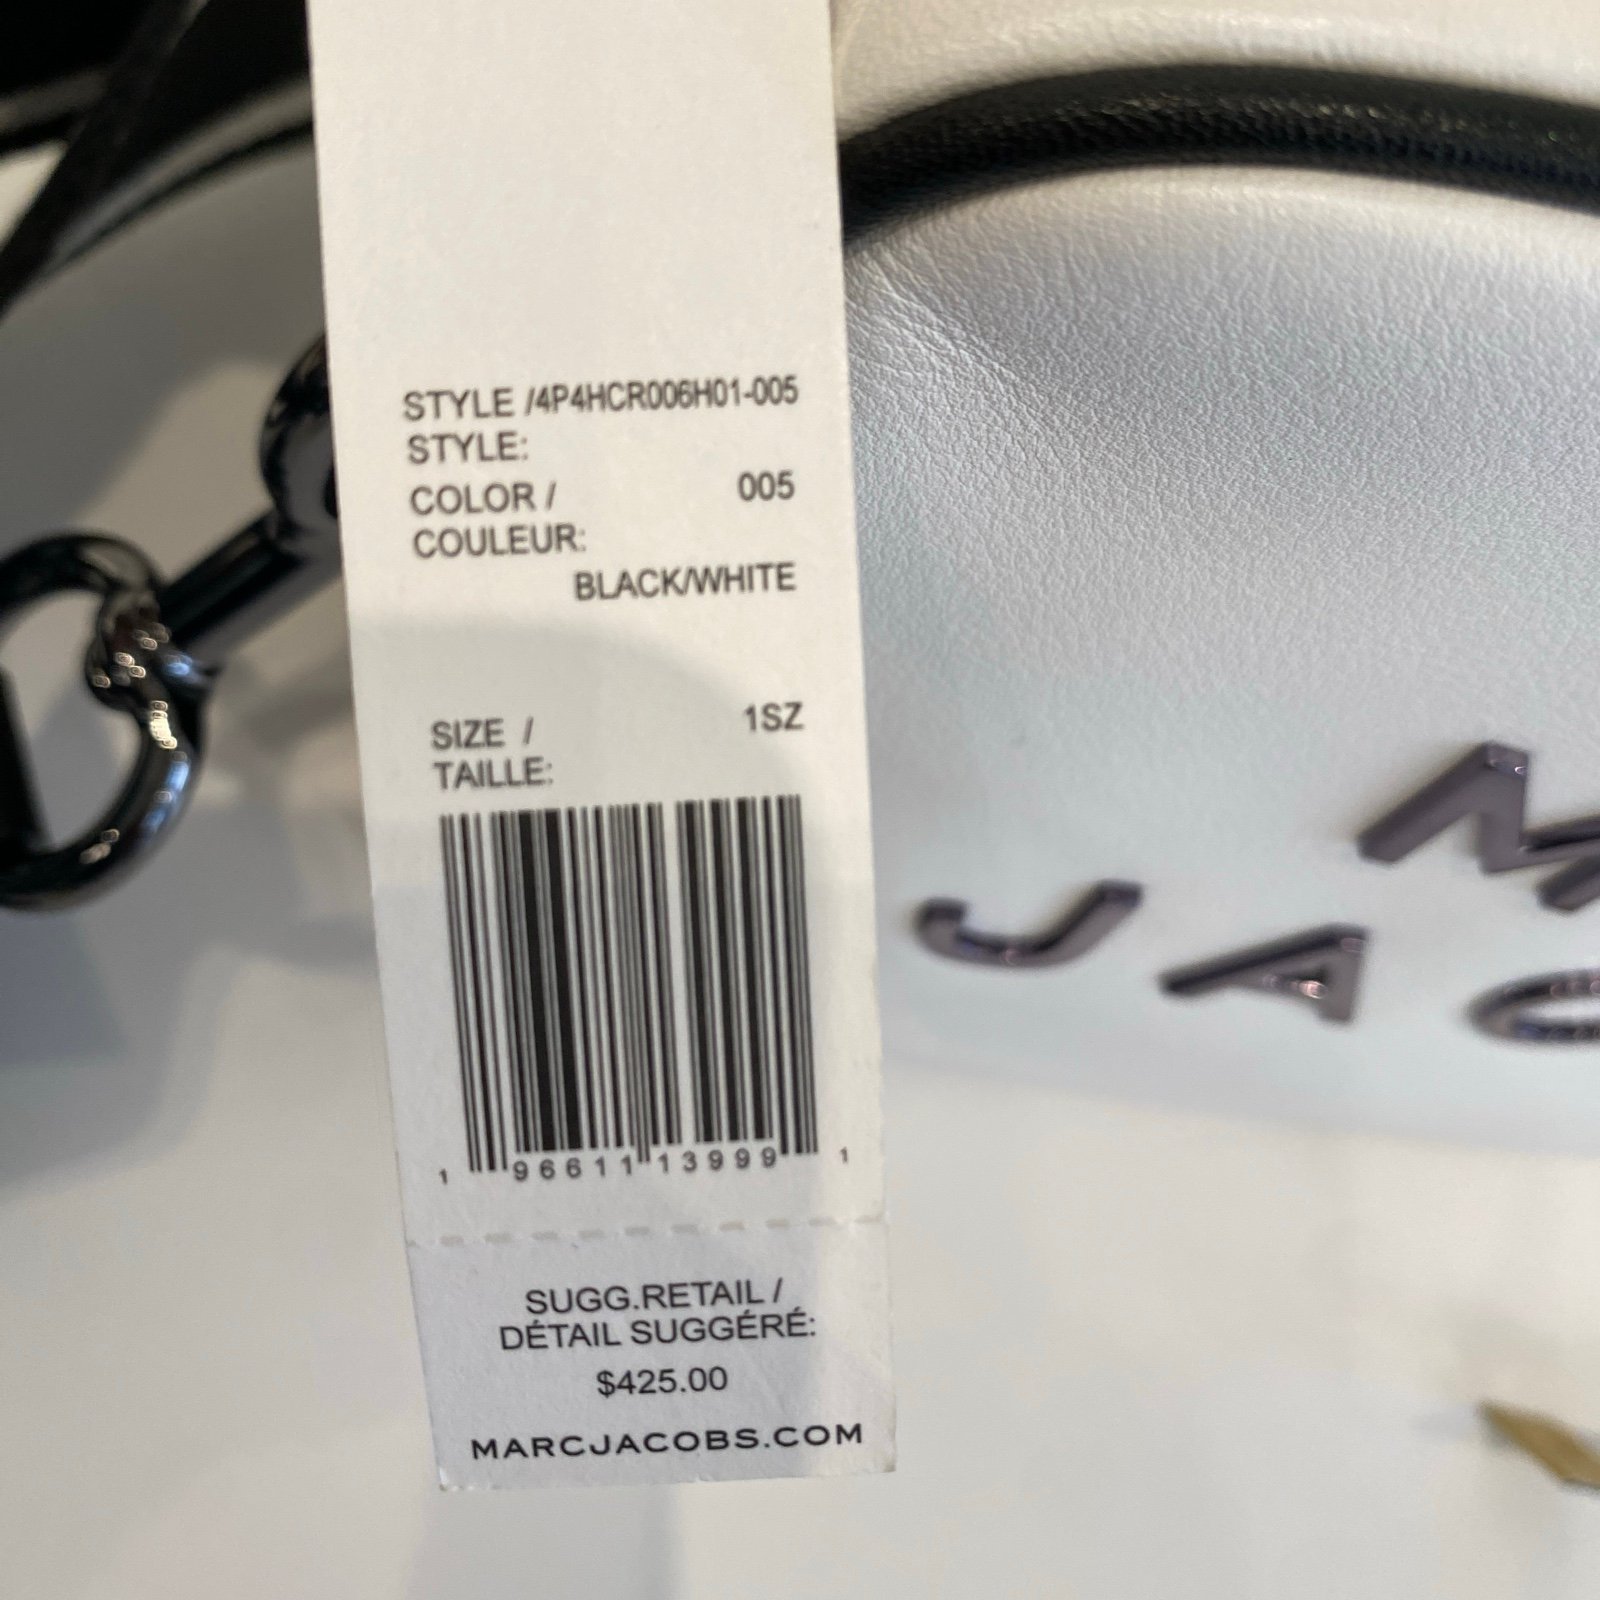 STYLE /4P4HCR006H01-005
STYLE:
COLOR / 005
COULEUR:
BLACK/WHITE
SIZE / 1SZ
TAILLE:
1 96611 13999 1
SUGG.RETAIL /
DÉTAIL SUGGÉRÉ:
$425.00
MARCJACOBS.COM
M
JAC